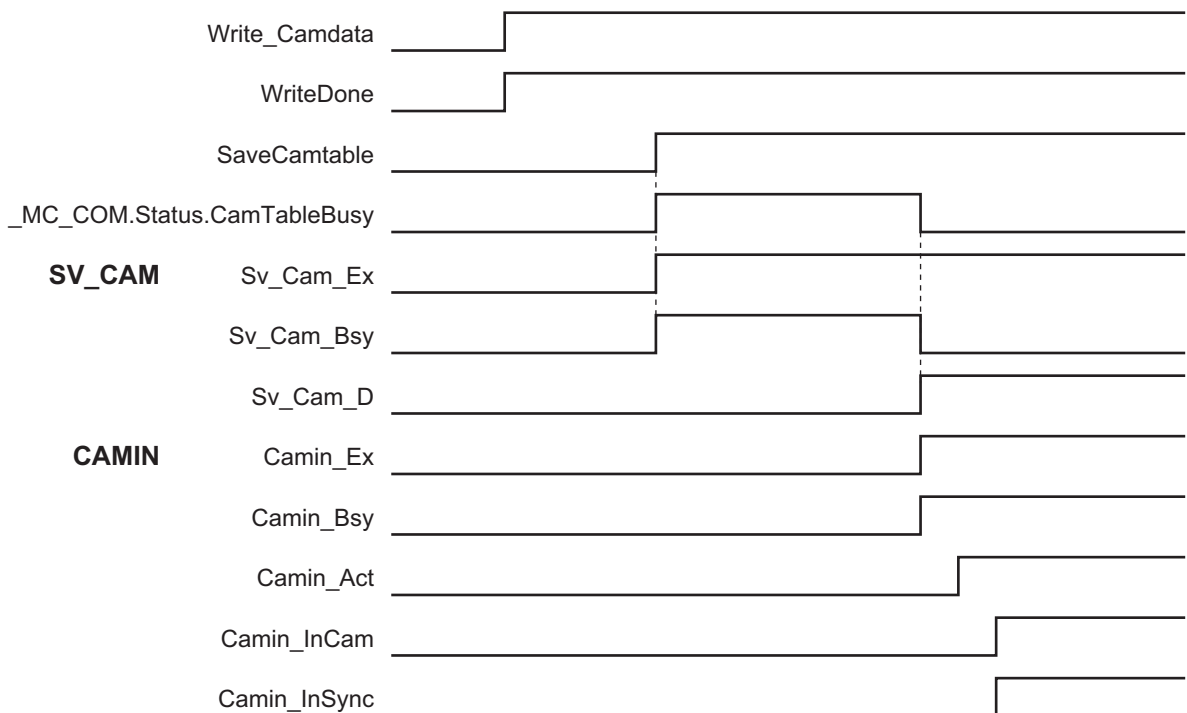 Write_Camdata
WriteDone
SaveCamtable
_MC_COM.Status.CamTableBusy
SV_CAM Sv_Cam_Ex
Sv_Cam_Bsy
Sv_Cam_D
CAMIN Camin_Ex
Camin_Bsy
Camin_Act
Camin_InCam
Camin_InSync